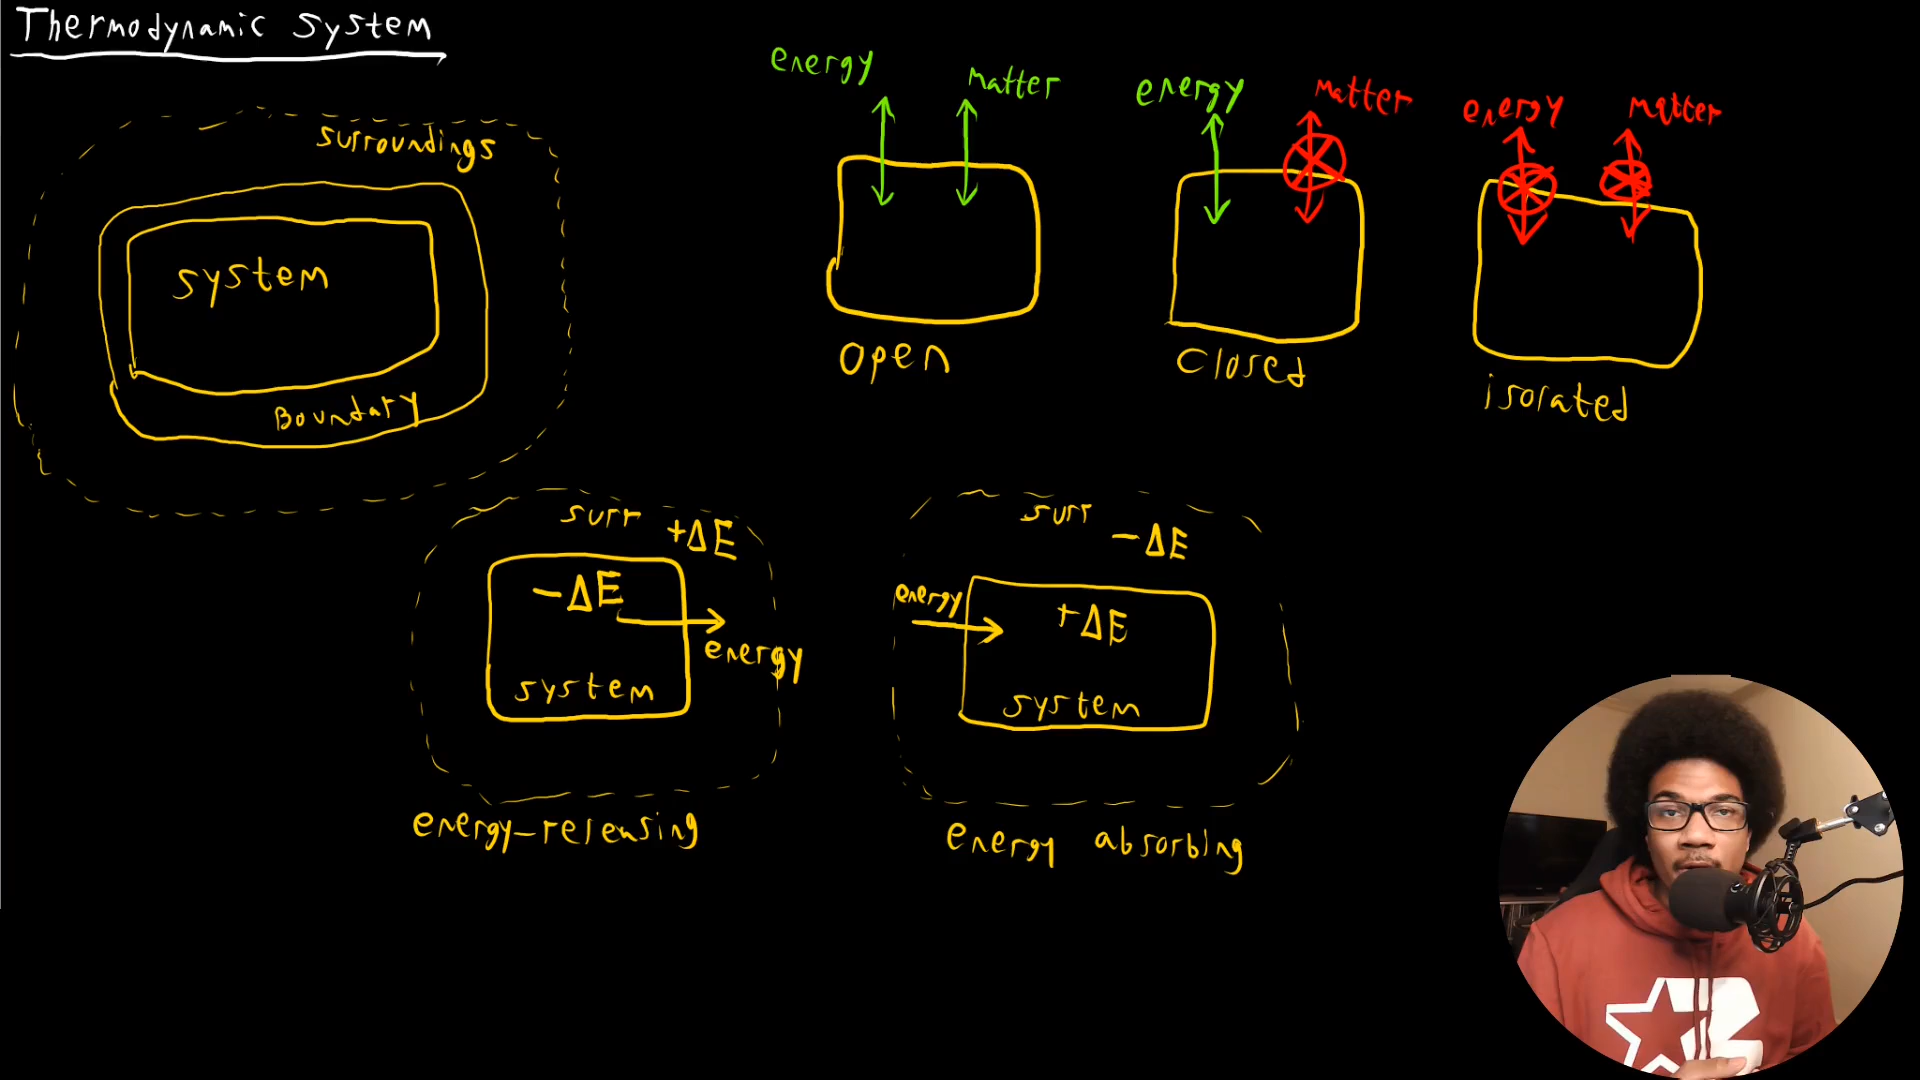 Thermodynamic System
surroundings
system
Boundary
energy
matter
open
energy
matter
closed
energy
matter
isolated
surr
+ΔE
-ΔE
energy
system
energy-releasing
surr
-ΔE
energy
+ΔE
system
energy absorbing